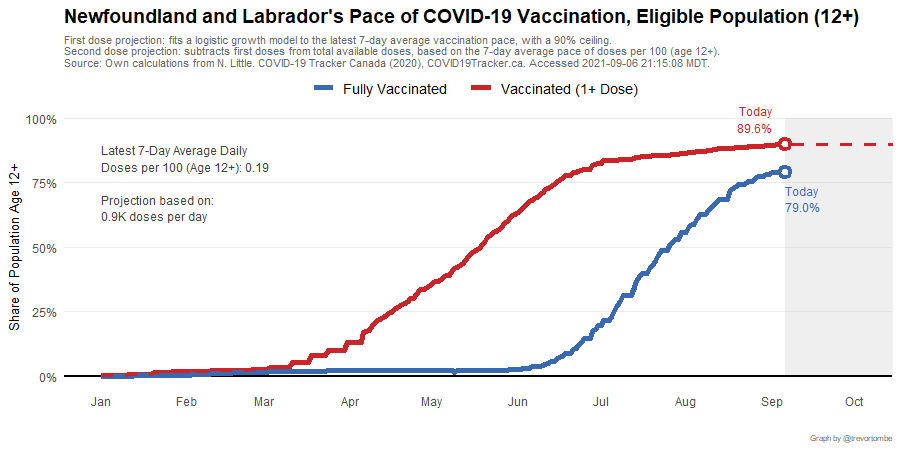 Newfoundland and Labrador's Pace of COVID-19 Vaccination, Eligible Population (12+)
First dose projection: fits a logistic growth model to the latest 7-day average vaccination pace, with a 90% ceiling.
Second dose projection: subtracts first doses from total available doses, based on the 7-day average pace of doses per 100 (age 12+).
Source: Own calculations from N. Little. COVID-19 Tracker Canada (2020), COVID19Tracker.ca. Accessed 2021-09-06 21:15:08 MDT.
Fully Vaccinated
Vaccinated (1+ Dose)
Share of Population Age 12+
100%
75%
50%
25%
0%
Latest 7-Day Average Daily
Doses per 100 (Age 12+): 0.19
Projection based on:
0.9K doses per day
Today
89.6%
Today
79.0%
Jan
Feb
Mar
Apr
May
Jun
Jul
Aug
Sep
Oct
Graph by @trevortombe